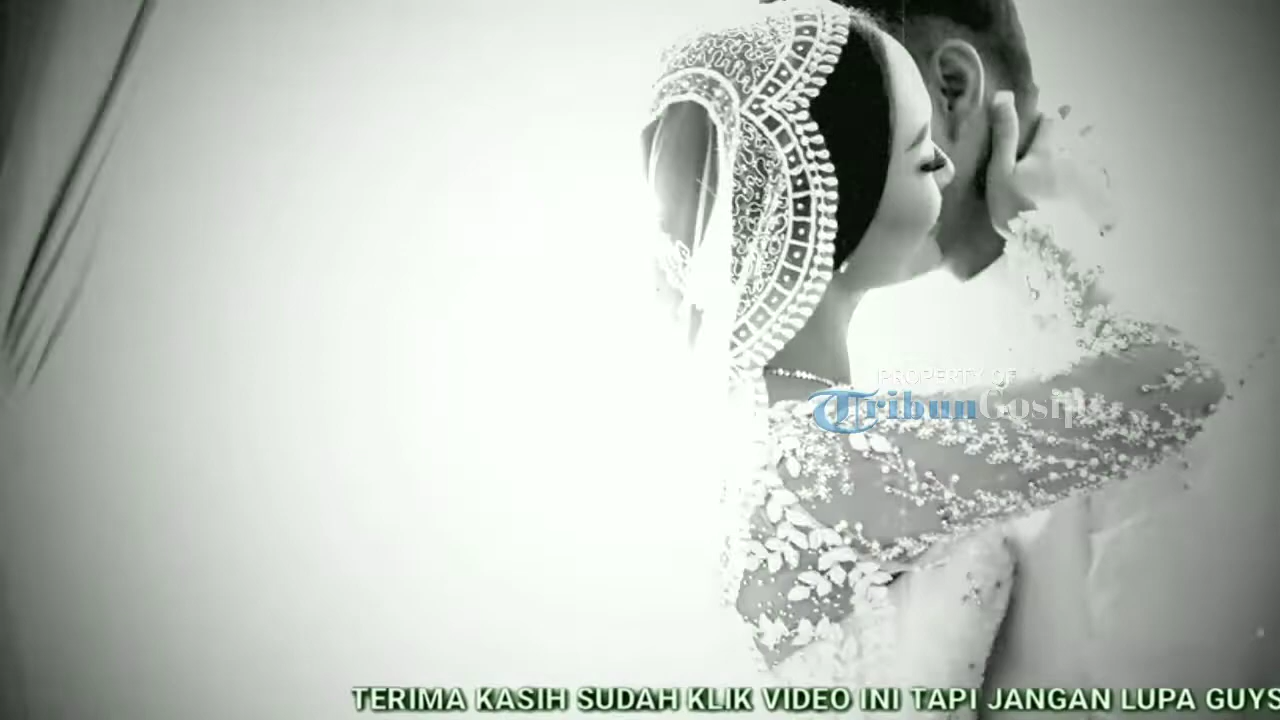 PROPERTY OF
TribunGosip
TERIMA KASIH SUDAH KLIK VIDEO INI TAPI JANGAN LUPA GUYS